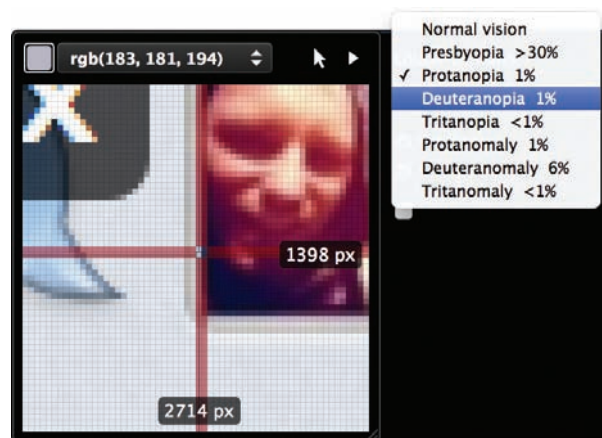 rgb(183, 181, 194)
Normal vision
Presbyopia >30%
✓ Protanopia 1%
Deuteranopia 1%
Tritanopia <1%
Protanomaly 1%
Deuteranomaly 6%
Tritanomaly <1%
X
1398 px
2714 px